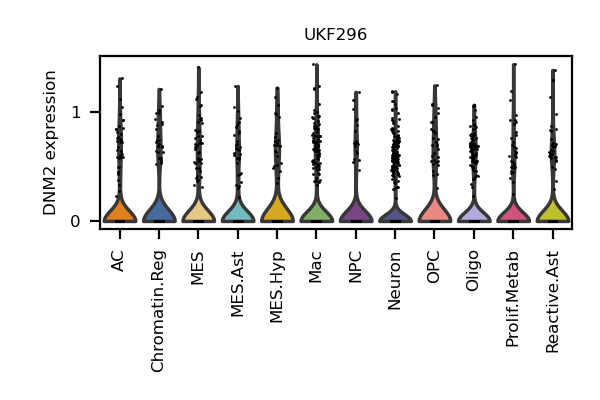 UKF296
DNM2 expression
1
0
AC
Chromatin.Reg
MES
MES.Ast
MES.Hyp
Mac
NPC
Neuron
OPC
Oligo
Prolif.Metab
Reactive.Ast